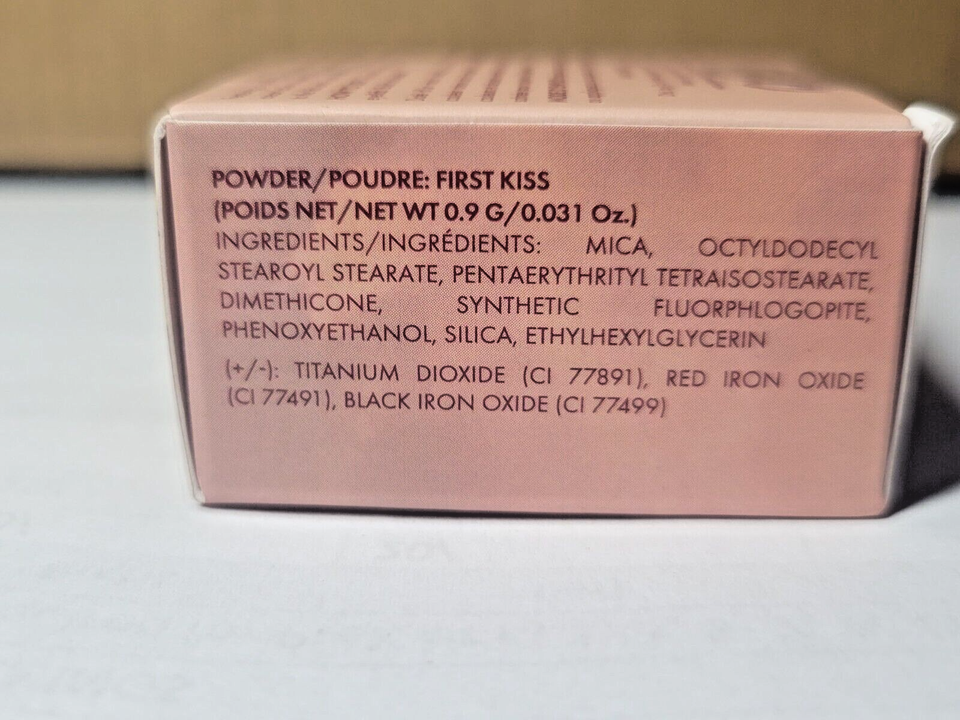 POWDER/POUDRE: FIRST KISS
(POIDS NET/NET WT 0.9 G/0.031 Oz.)
INGREDIENTS/INGRÉDIENTS: MICA, OCTYLDODECYL
STEAROYL STEARATE, PENTAERYTHRITYL TETRAISOSTEARATE,
DIMETHICONE, SYNTHETIC FLUORPHLOGOPITE,
PHENOXYETHANOL, SILICA, ETHYLHEXYLGLYCERIN
(+/-): TITANIUM DIOXIDE (CI 77891), RED IRON OXIDE
(CI 77491), BLACK IRON OXIDE (CI 77499)